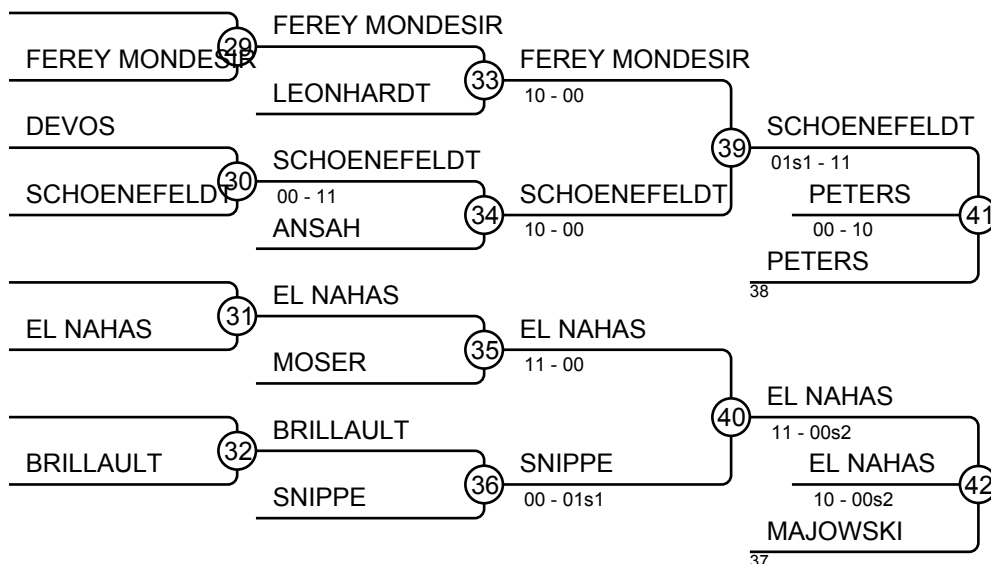 FEREY MONDESIR
29
FEREY MONDESIR
LEONHARDT
33
FEREY MONDESIR
10 - 00
DEVOS
SCHOENEFELDT
30
SCHOENEFELDT
00 - 11
ANSAH
34
SCHOENEFELDT
10 - 00
39
SCHOENEFELDT
01s1 - 11
PETERS
00 - 10
41
PETERS
38
EL NAHAS
31
EL NAHAS
MOSER
35
EL NAHAS
11 - 00
BRILLAULT
32
BRILLAULT
SNIPPE
36
SNIPPE
00 - 01s1
40
EL NAHAS
11 - 00s2
EL NAHAS
10 - 00s2
42
MAJOWSKI
37